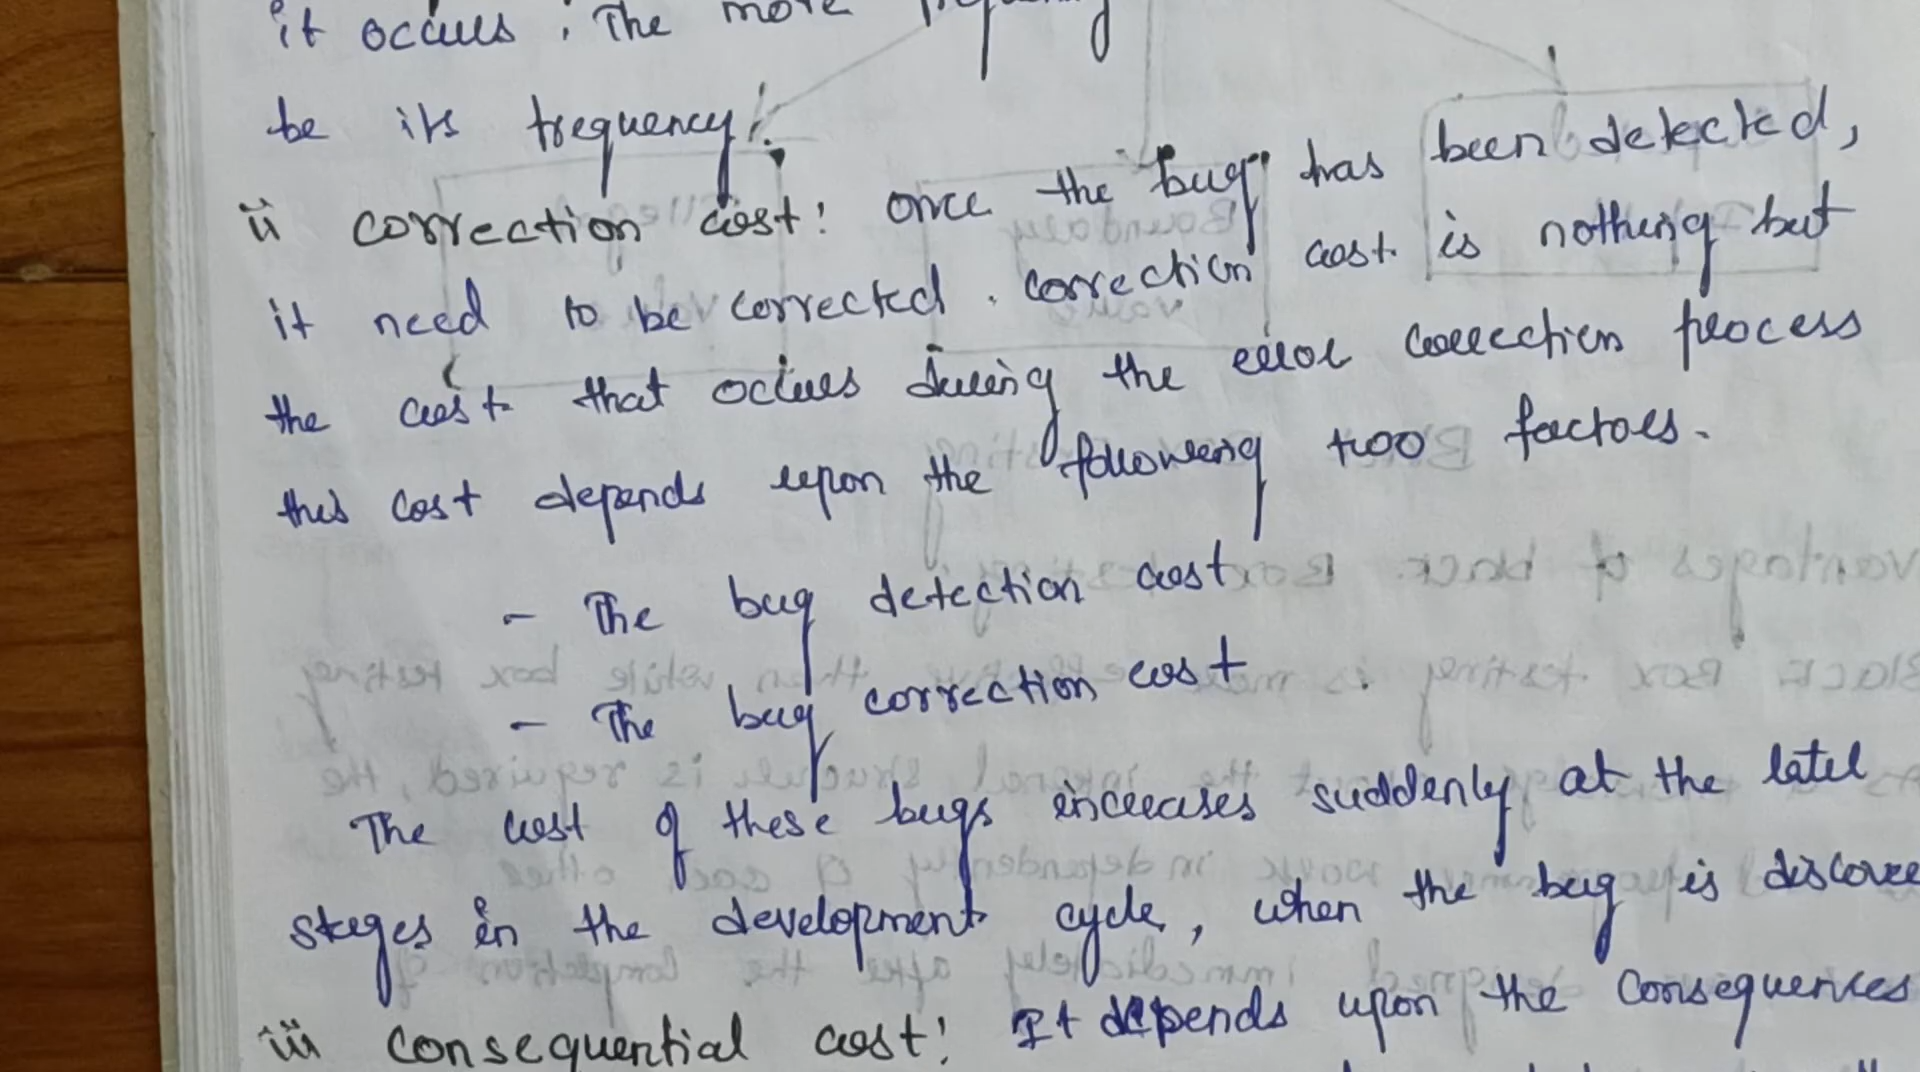 it occurs. The more
be its frequency.
ii correction cost: once the bug has been detected,
it need to be corrected. correction cost is nothing but
the cost that occurs during the error correction process
this cost depends upon the following two factors.
- The bug detection cost
- The bug correction cost.
The cost of these bugs increases suddenly at the later
stages in the development cycle, when the bug is discove
iii consequential cost: It depends upon the consequences